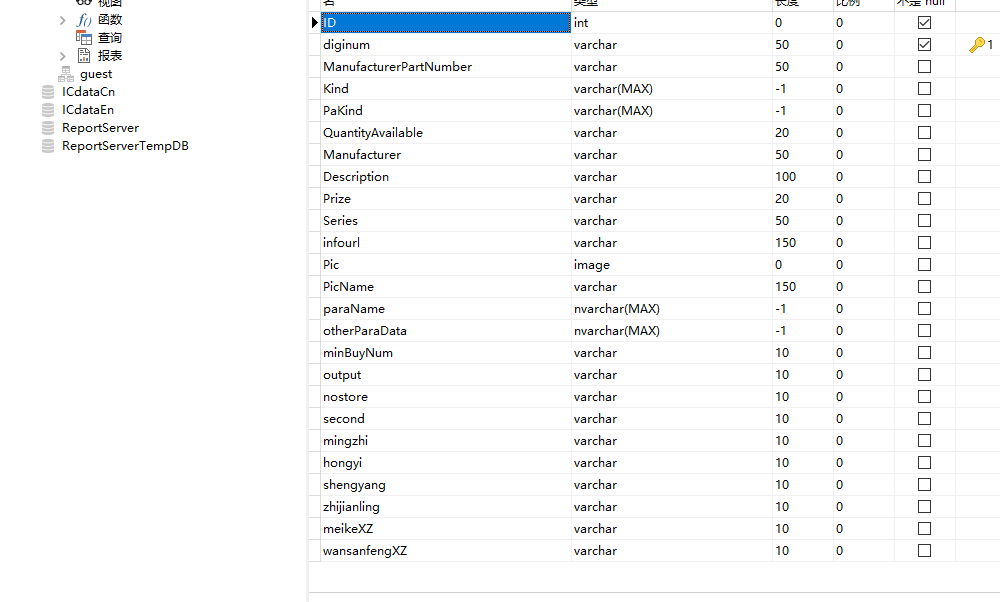 视图
函数
查询
报表
guest
ICdataCn
ICdataEn
ReportServer
ReportServerTempDB
名 类型 长度 比例 不是 null
ID int 0 0
diginum varchar 50 0 1
ManufacturerPartNumber varchar 50 0
Kind varchar(MAX) -1 0
PaKind varchar(MAX) -1 0
QuantityAvailable varchar 20 0
Manufacturer varchar 50 0
Description varchar 100 0
Prize varchar 20 0
Series varchar 50 0
infourl varchar 150 0
Pic image 0 0
PicName varchar 150 0
paraName nvarchar(MAX) -1 0
otherParaData nvarchar(MAX) -1 0
minBuyNum varchar 10 0
output varchar 10 0
nostore varchar 10 0
second varchar 10 0
mingzhi varchar 10 0
hongyi varchar 10 0
shengyang varchar 10 0
zhijianling varchar 10 0
meikeXZ varchar 10 0
wansanfengXZ varchar 10 0